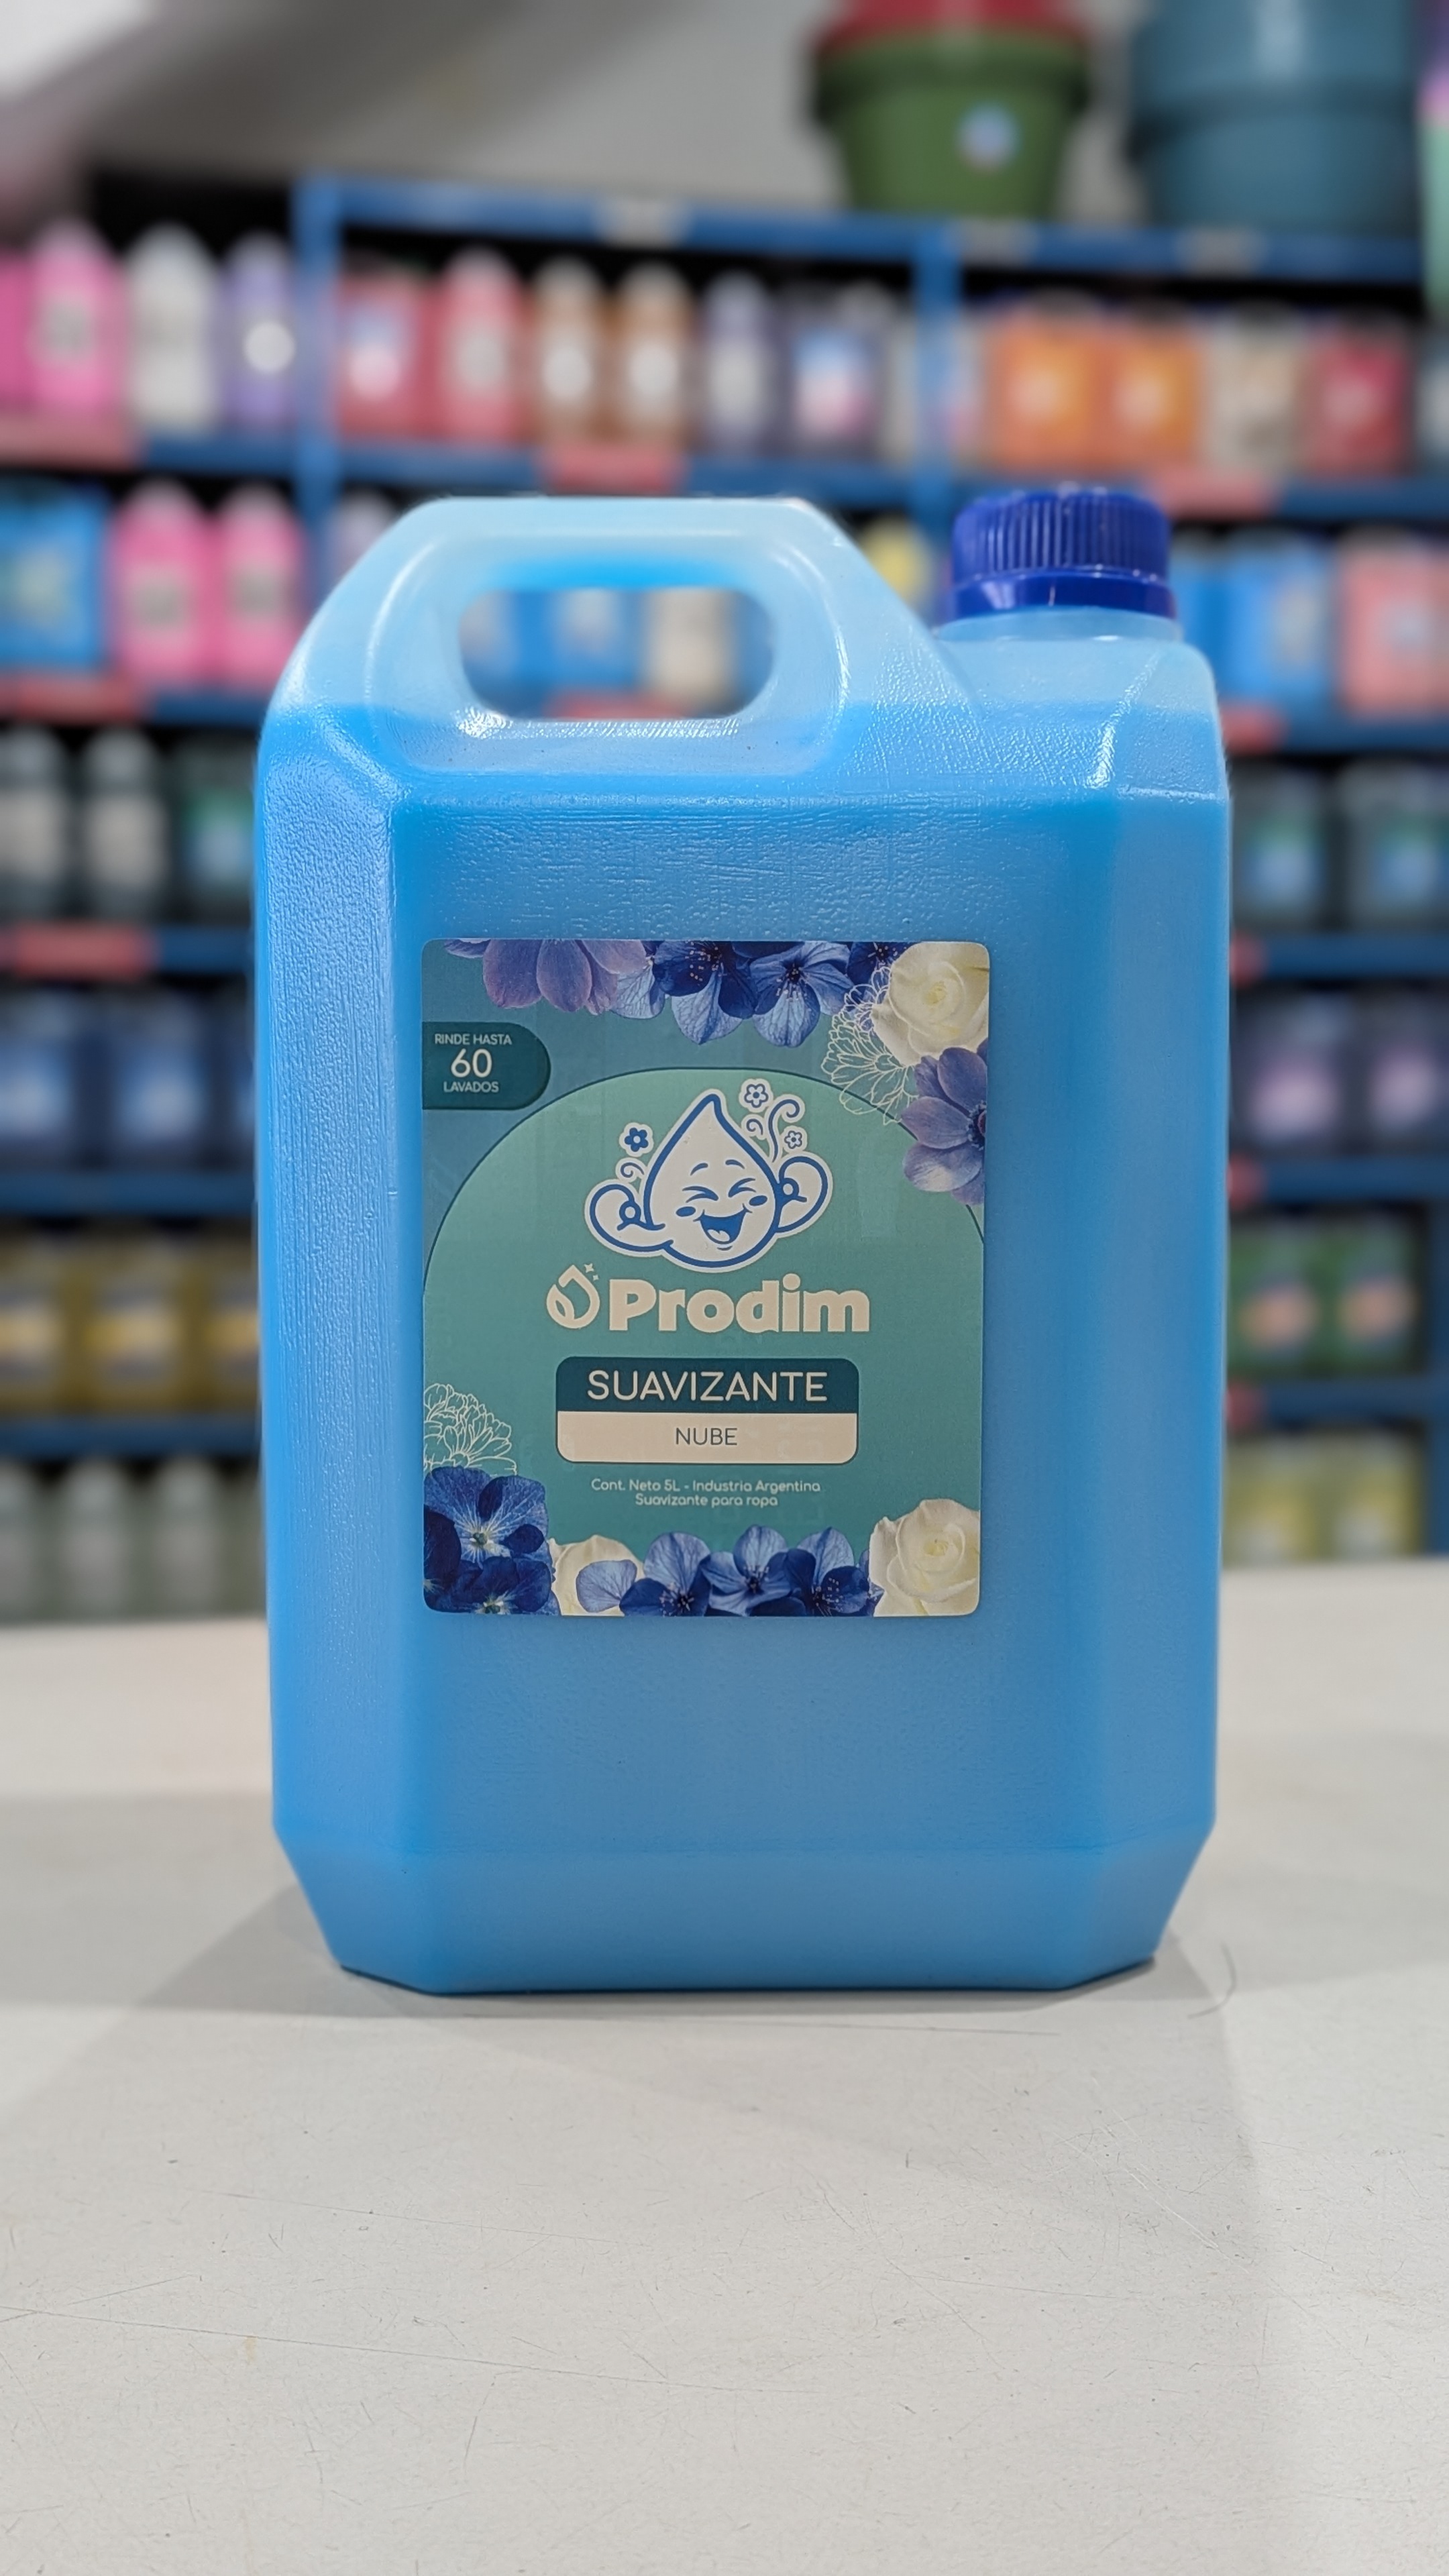 RINDE HASTA
60
LAVADOS
Prodim
SUAVIZANTE
NUBE
Cont. Neto 5L - Industria Argentina
Suavizante para ropa